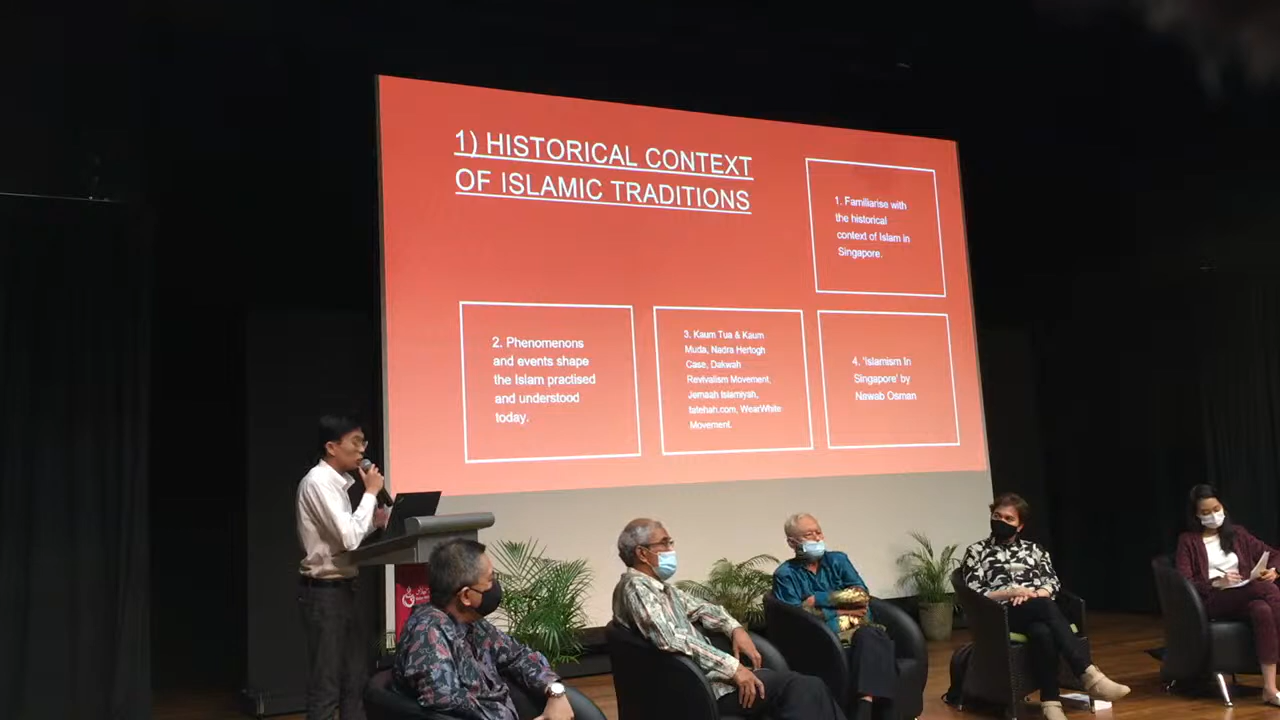 1) HISTORICAL CONTEXT
OF ISLAMIC TRADITIONS
1. Familiarise with
the historical
context of Islam in
Singapore.
2. Phenomenons
and events shape
the Islam practised
and understood
today.
3. Kaum Tua & Kaum
Muda, Nadra Hertogh
Case, Dakwah
Revivalism Movement,
Jemaah Islamiyah,
fatehah.com, WearWhite
Movement.
4. 'Islamism In
Singapore' by
Nawab Osman